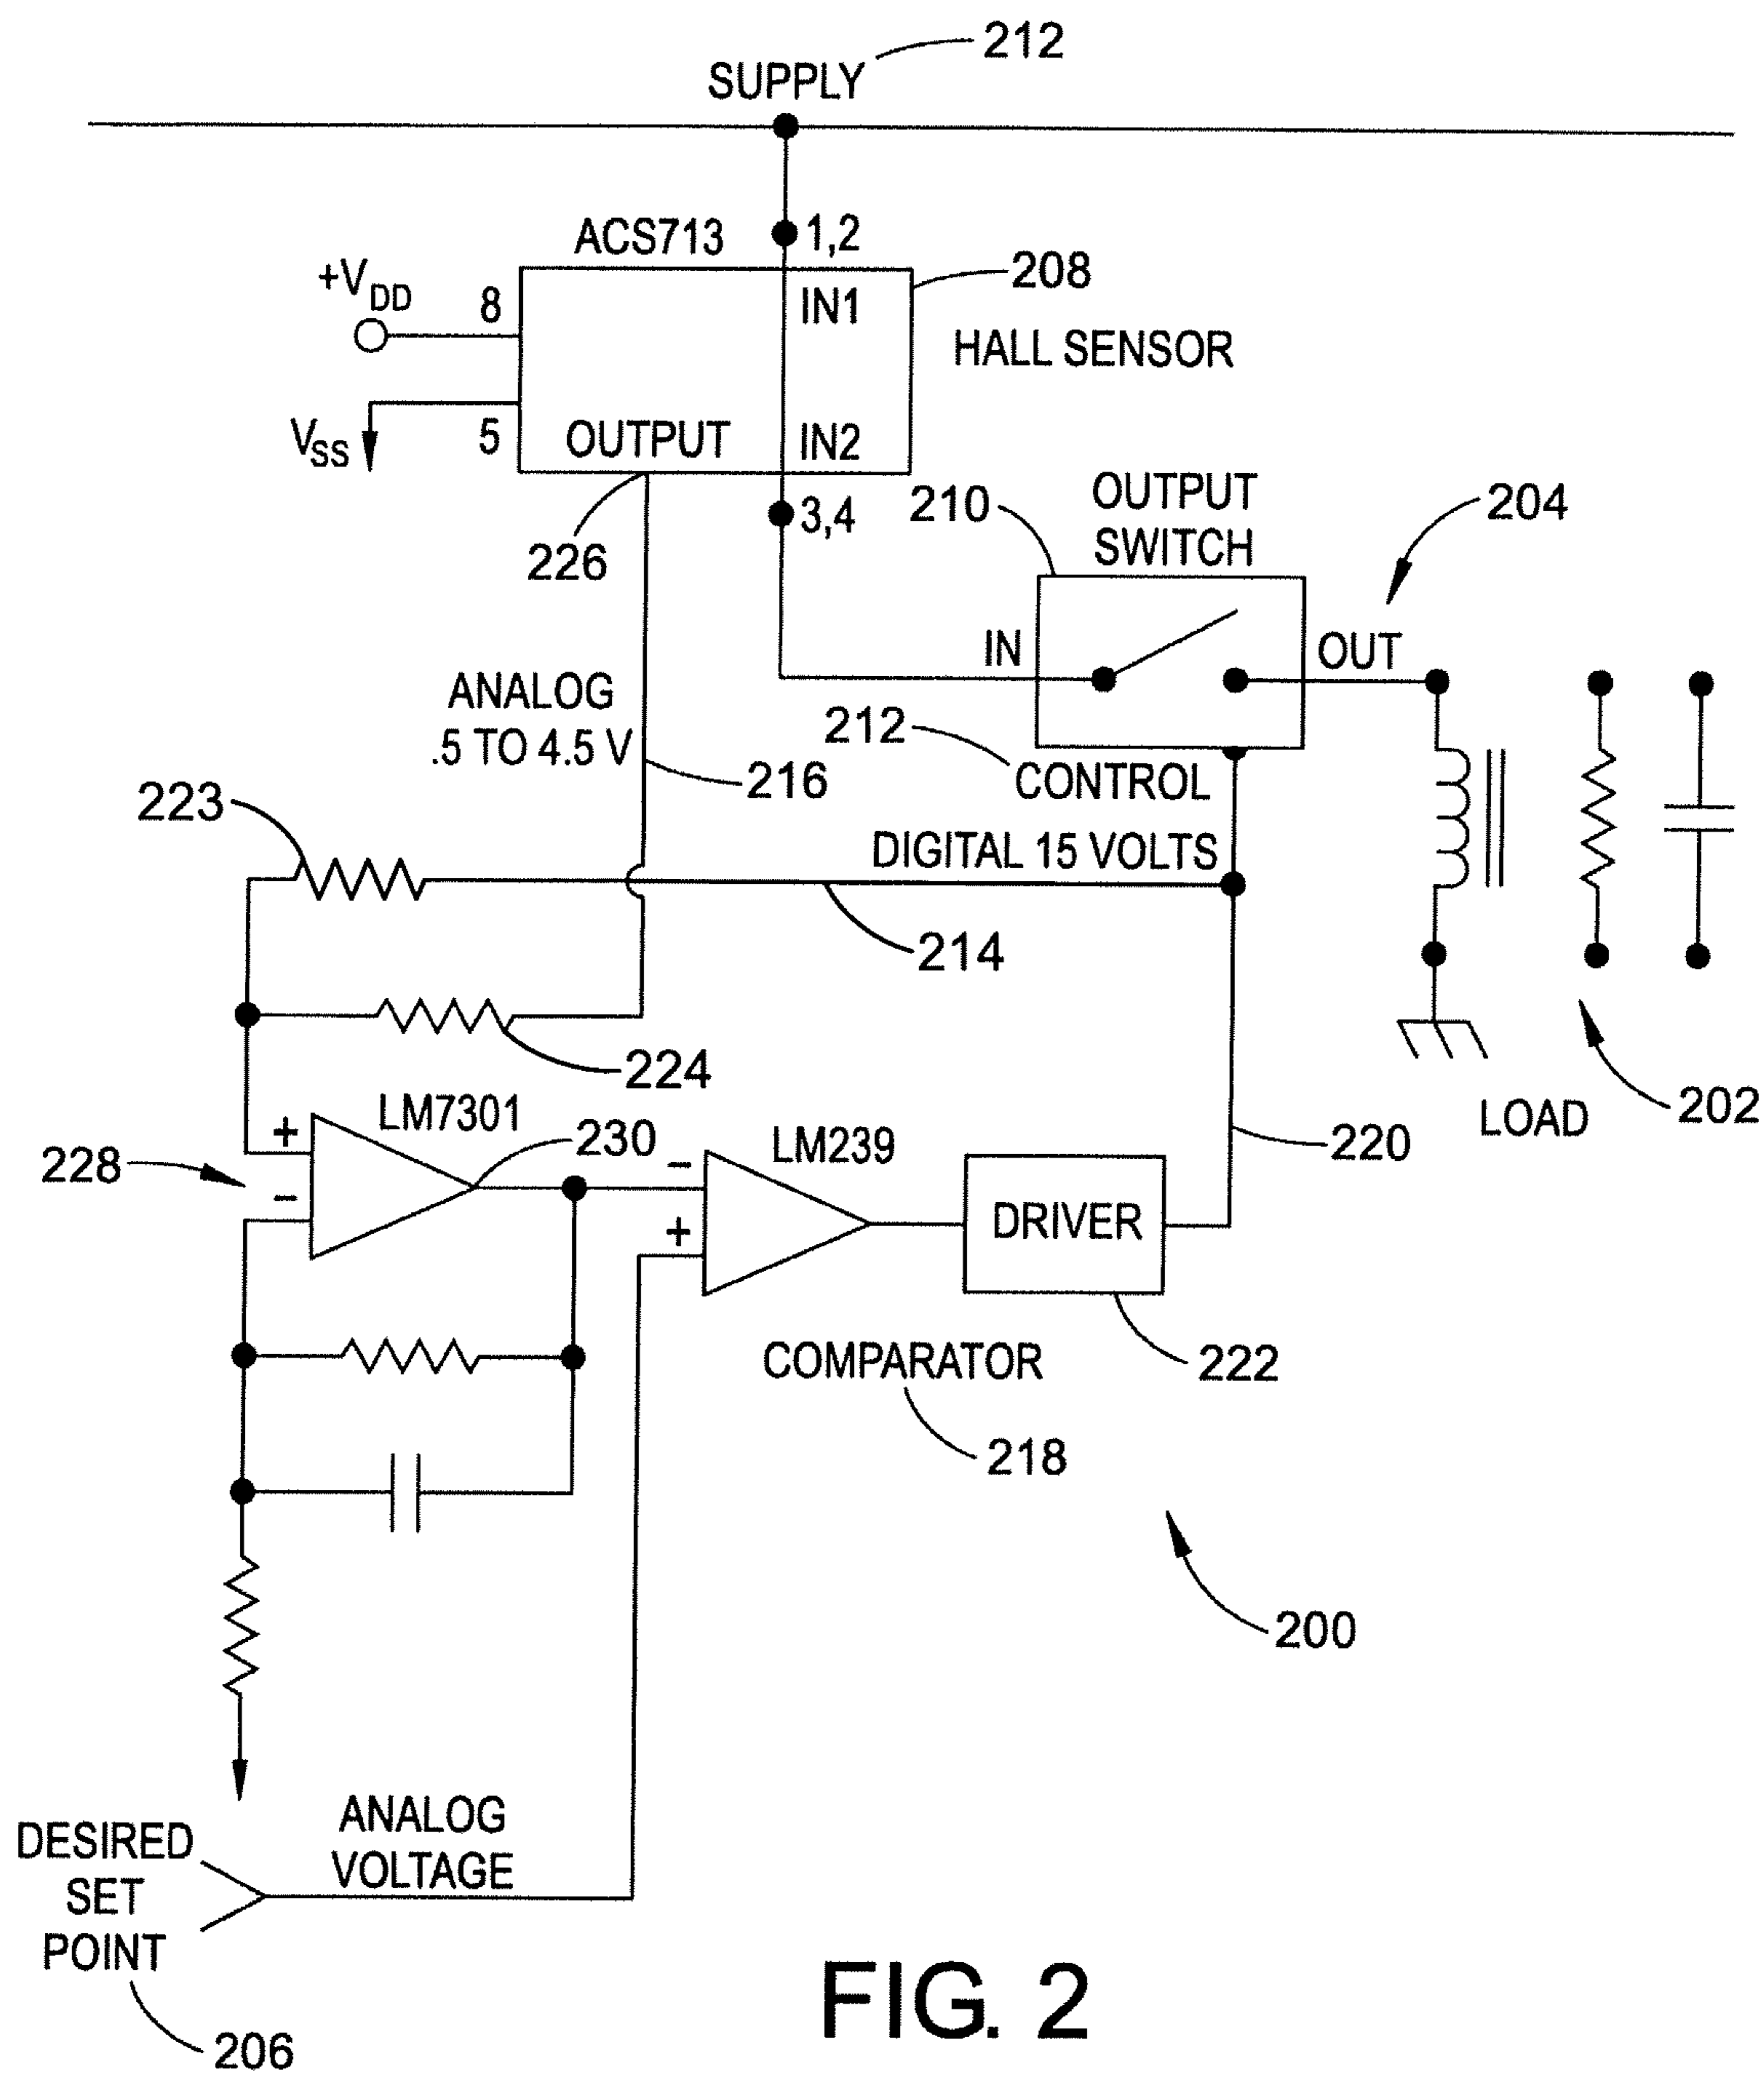 212
SUPPLY
ACS713
1,2
208
+VDD
8
IN1
HALL SENSOR
VSS
5
OUTPUT
IN2
226
3,4
210
OUTPUT
SWITCH
204
IN
OUT
ANALOG
.5 TO 4.5 V
216
212
CONTROL
223
DIGITAL 15 VOLTS
214
224
LOAD
202
LM7301
230
LM239
220
228
+
-
-
+
DRIVER
222
COMPARATOR
218
200
DESIRED
SET
POINT
206
ANALOG
VOLTAGE
FIG. 2